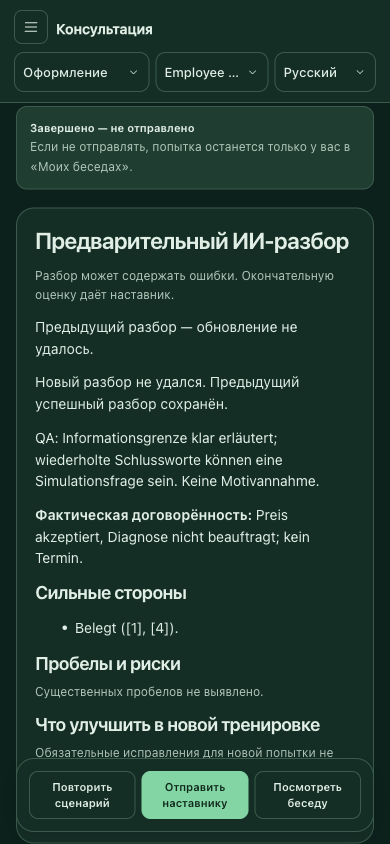 Консультация
Оформление
Employee ...
Русский
Завершено — не отправлено
Если не отправлять, попытка останется только у вас в
«Моих беседах».
Предварительный ИИ-разбор
Разбор может содержать ошибки. Окончательную
оценку даёт наставник.
Предыдущий разбор — обновление не
удалось.
Новый разбор не удался. Предыдущий
успешный разбор сохранён.
QA: Informationsgrenze klar erläutert;
wiederholte Schlussworte können eine
Simulationsfrage sein. Keine Motivannahme.
Фактическая договорённость: Preis
akzeptiert, Diagnose nicht beauftragt; kein
Termin.
Сильные стороны
• Belegt ([1], [4]).
Пробелы и риски
Существенных пробелов не выявлено.
Что улучшить в новой тренировке
Обязательные исправления для новой попытки не
Повторить
сценарий
Отправить
наставнику
Посмотреть
беседу